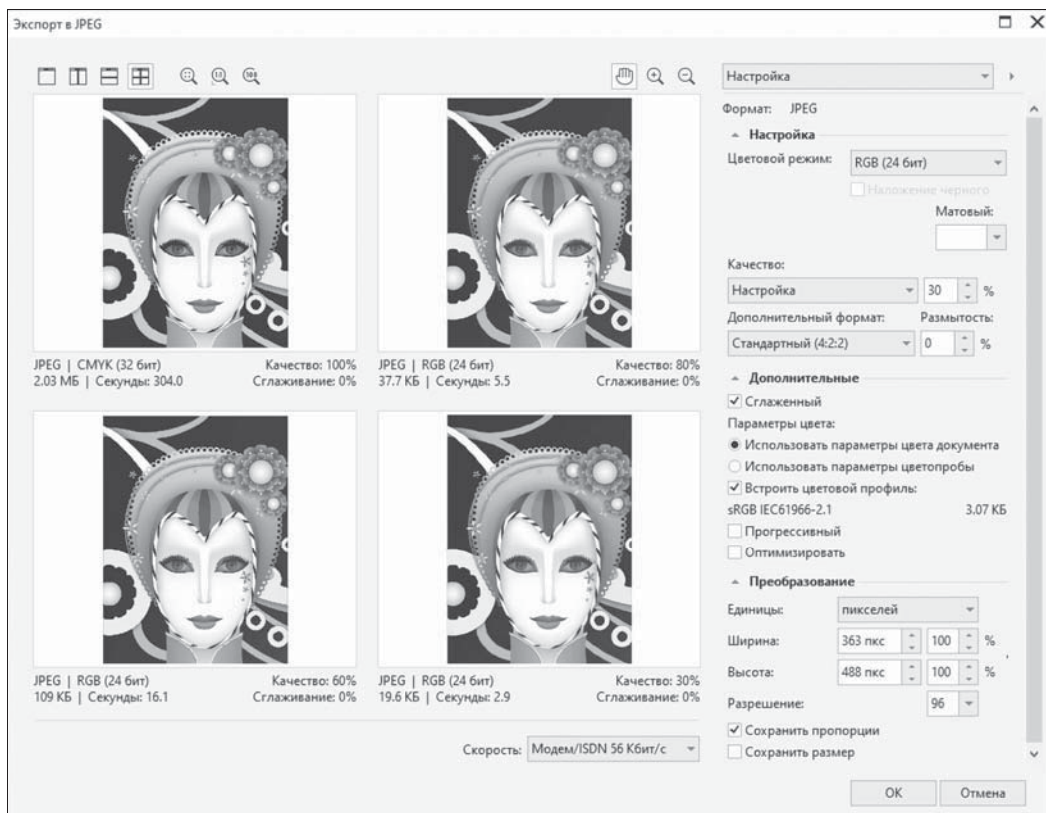 Экспорт в JPEG
Настройка
Формат: JPEG
Настройка
Цветовой режим: RGB (24 бит)
Наложение черного
Матовый:
Качество:
Настройка 30 %
Дополнительный формат: Размытость:
Стандартный (4:2:2) 0 %
Дополнительные
Сглаженный
Параметры цвета:
Использовать параметры цвета документа
Использовать параметры цветопробы
Встроить цветовой профиль:
sRGB IEC61966-2.1 3.07 КБ
Прогрессивный
Оптимизировать
Преобразование
Единицы: пикселей
Ширина: 363 пкс 100 %
Высота: 488 пкс 100 %
Разрешение: 96
Сохранить пропорции
Сохранить размер
JPEG | CMYK (32 бит) Качество: 100%
2.03 МБ | Секунды: 304.0 Сглаживание: 0%
JPEG | RGB (24 бит) Качество: 80%
37.7 КБ | Секунды: 5.5 Сглаживание: 0%
JPEG | RGB (24 бит) Качество: 60%
109 КБ | Секунды: 16.1 Сглаживание: 0%
JPEG | RGB (24 бит) Качество: 30%
19.6 КБ | Секунды: 2.9 Сглаживание: 0%
Скорость: Модем/ISDN 56 Кбит/с
ОК Отмена